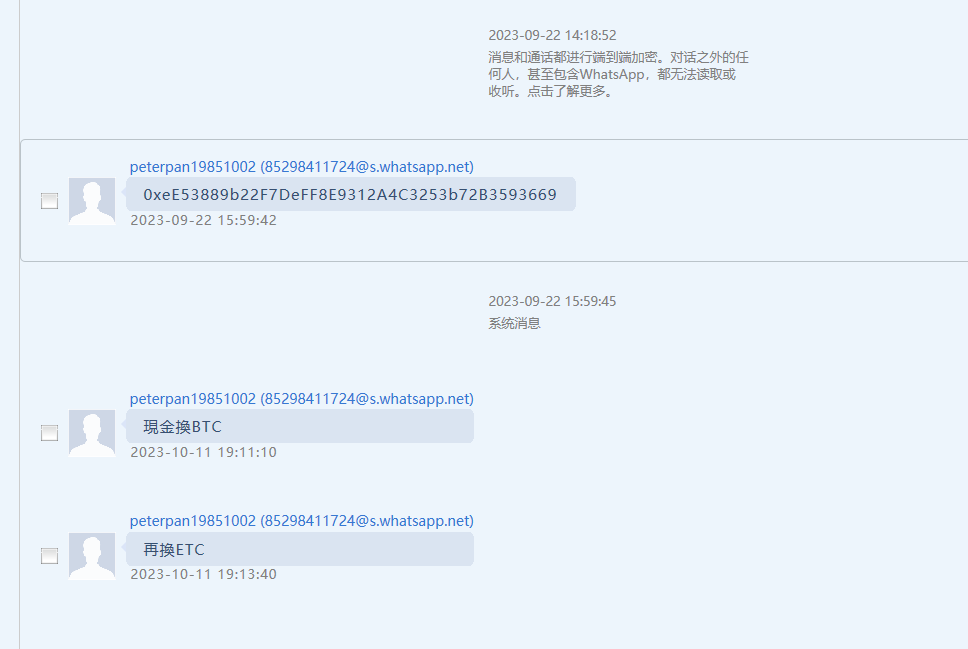 2023-09-22 14:18:52
消息和通话都进行端到端加密。对话之外的任
何人，甚至包含WhatsApp，都无法读取或
收听。点击了解更多。
peterpan19851002 (85298411724@s.whatsapp.net)
0xeE53889b22F7DeFF8E9312A4C3253b72B3593669
2023-09-22 15:59:42
2023-09-22 15:59:45
系统消息
peterpan19851002 (85298411724@s.whatsapp.net)
現金換BTC
2023-10-11 19:11:10
peterpan19851002 (85298411724@s.whatsapp.net)
再換ETC
2023-10-11 19:13:40